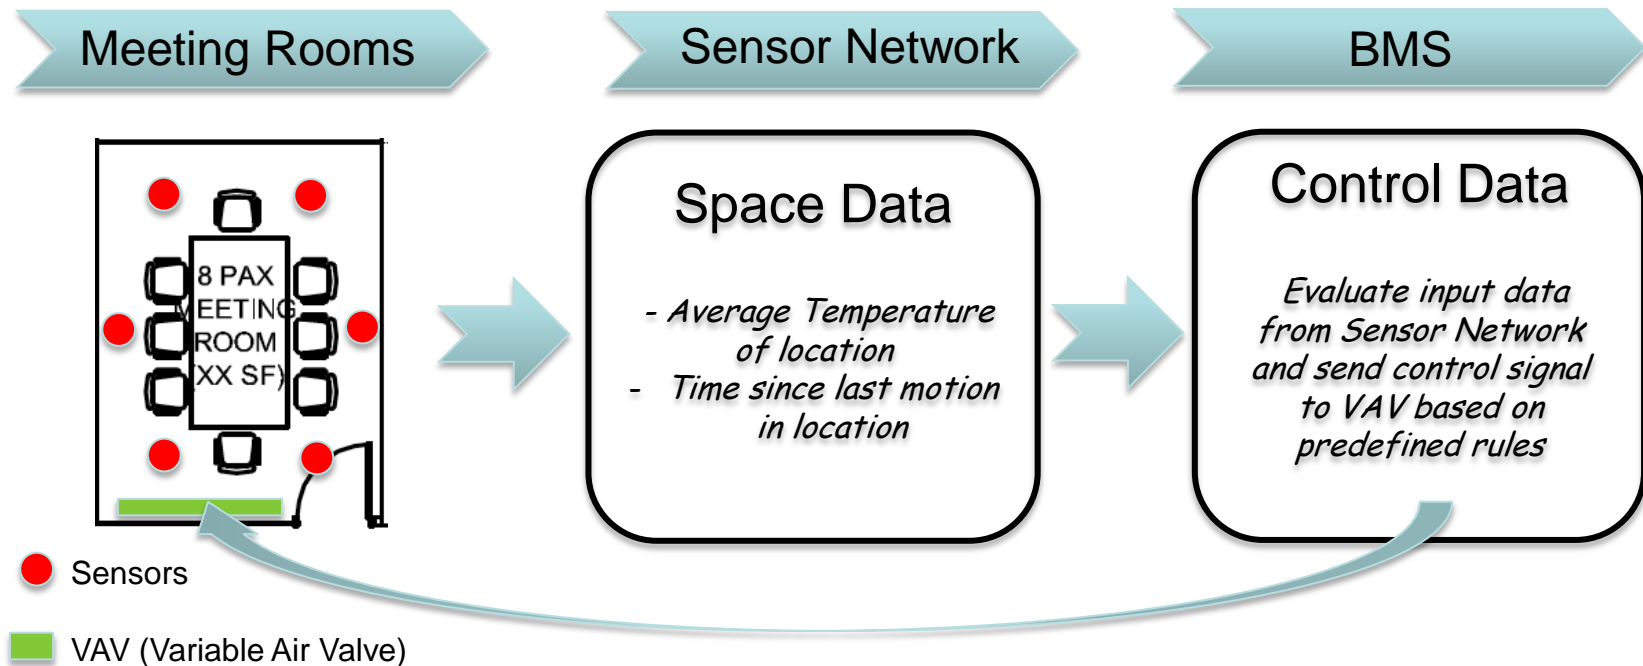 Meeting Rooms
Sensor Network
BMS
8 PAX
MEETING
ROOM
(XX SF)
Space Data
- Average Temperature
of location
- Time since last motion
in location
Control Data
Evaluate input data
from Sensor Network
and send control signal
to VAV based on
predefined rules
Sensors
VAV (Variable Air Valve)